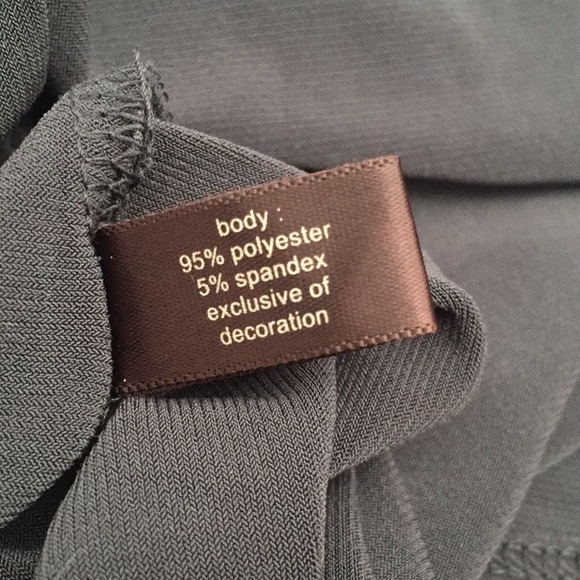 body :
95% polyester
5% spandex
exclusive of
decoration